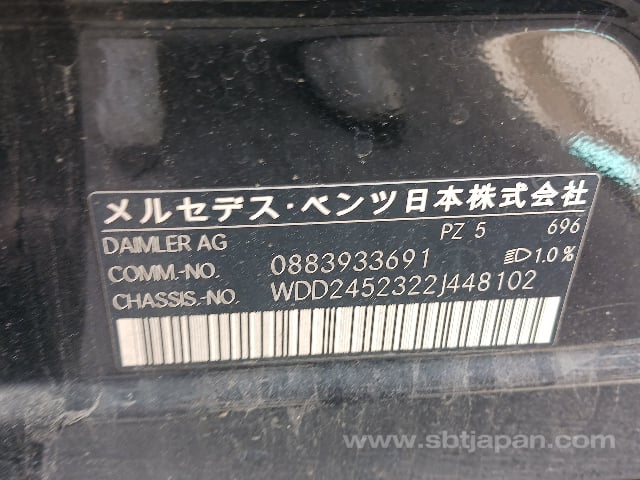 メルセデス・ベンツ日本株式会社
DAIMLER AG PZ 5 696
COMM.-NO. 0883933691 1.0%
CHASSIS.-NO. WDD2452322J448102
www.sbtjapan.com